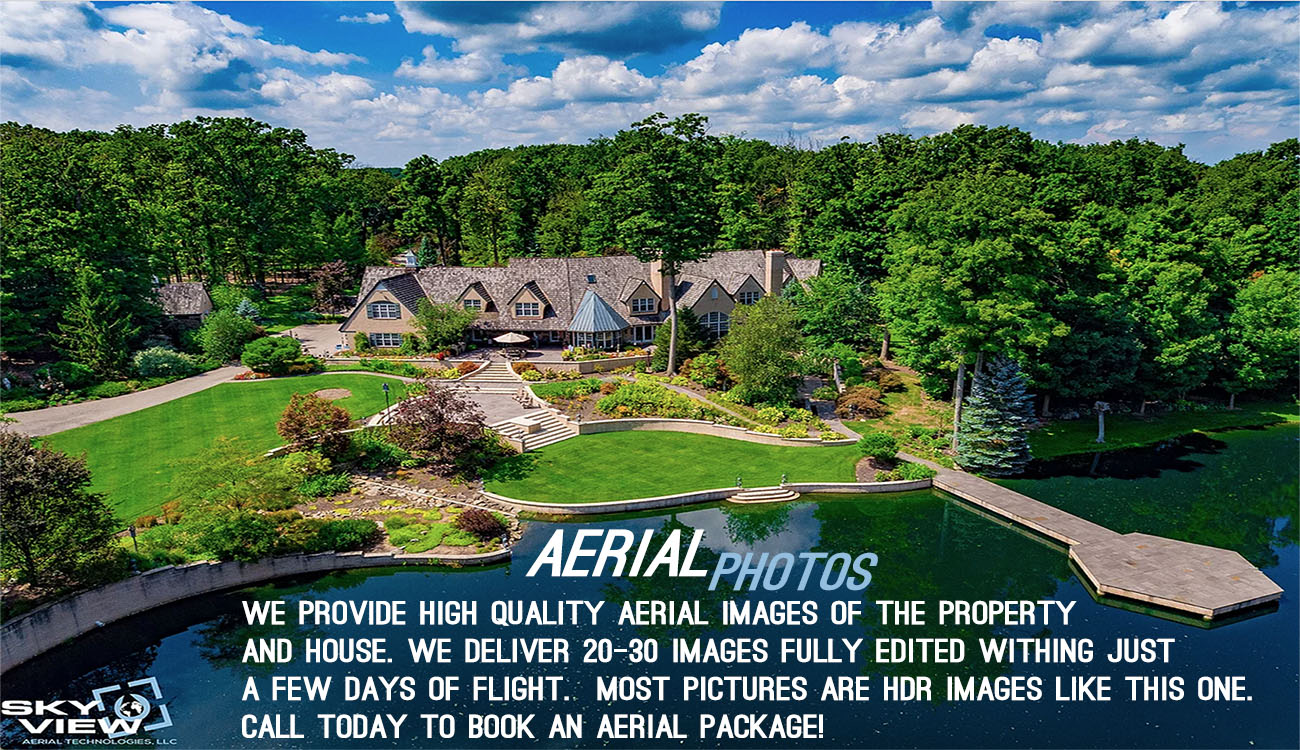 AERIAL PHOTOS
WE PROVIDE HIGH QUALITY AERIAL IMAGES OF THE PROPERTY
AND HOUSE. WE DELIVER 20-30 IMAGES FULLY EDITED WITHING JUST
A FEW DAYS OF FLIGHT. MOST PICTURES ARE HDR IMAGES LIKE THIS ONE.
CALL TODAY TO BOOK AN AERIAL PACKAGE!
SKY
VIEW
AERIAL TECHNOLOGIES, LLC